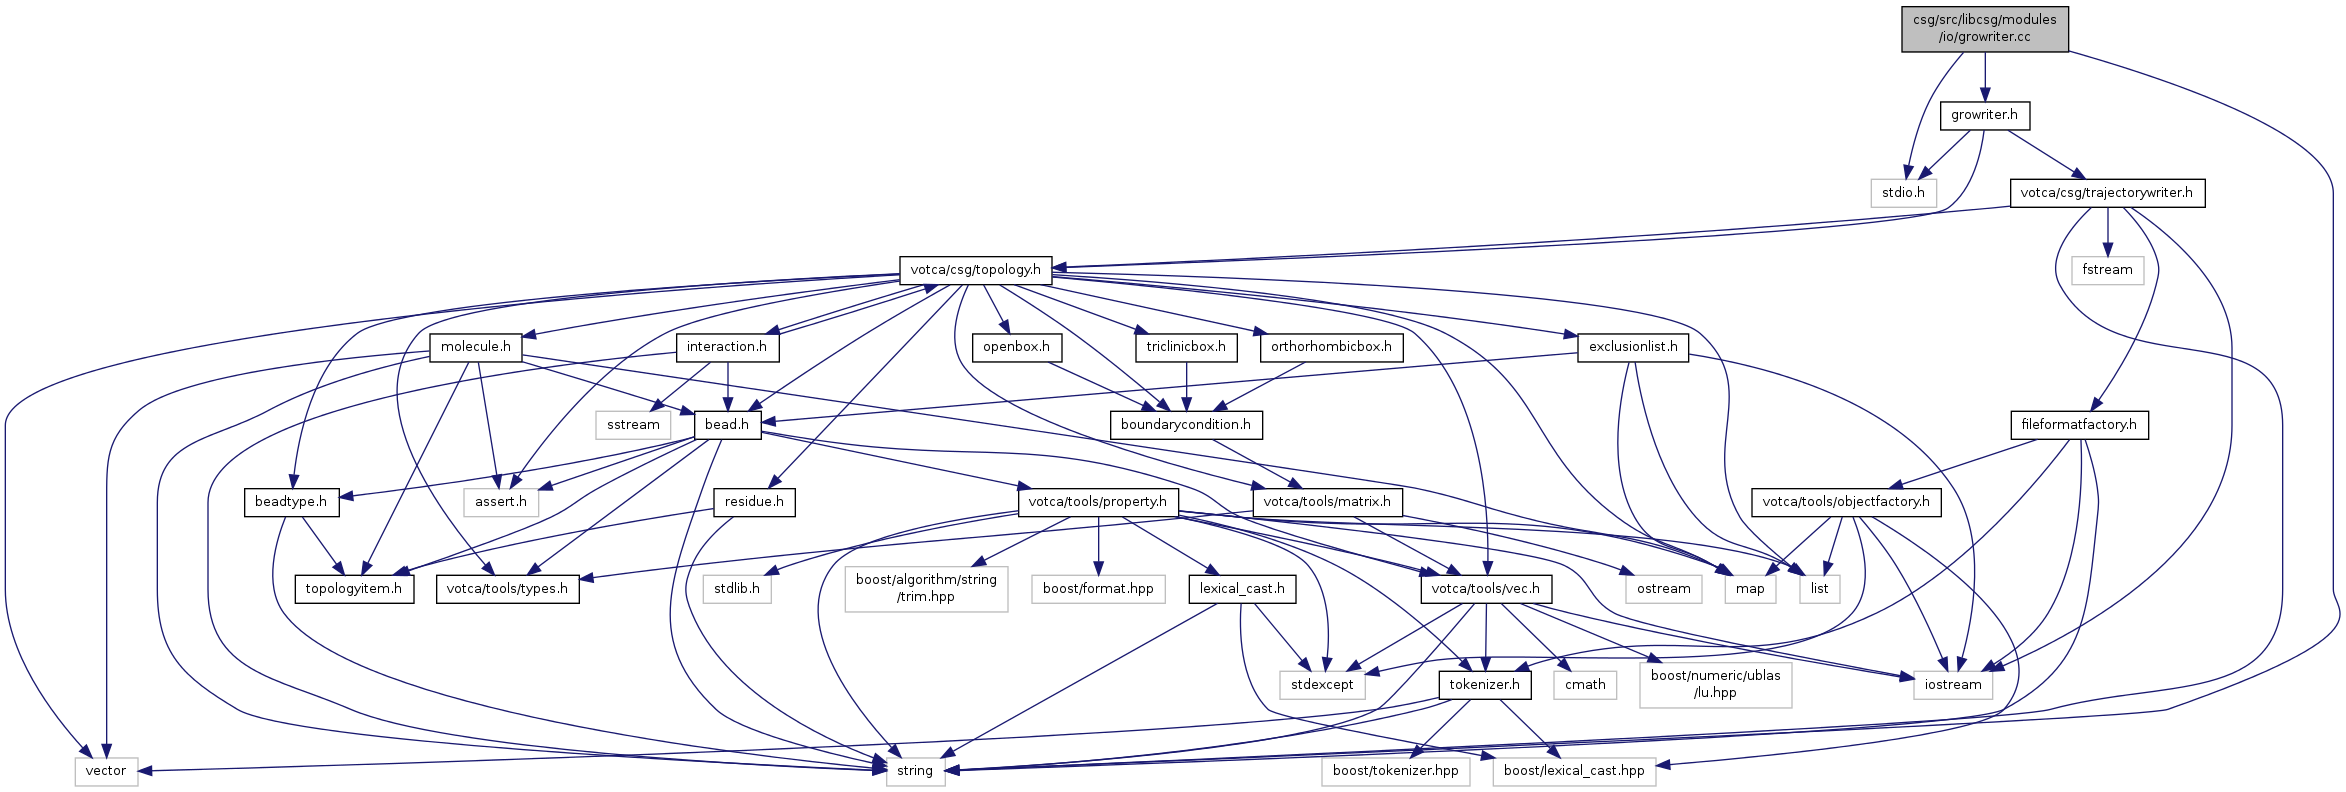 csg/src/libcsg/modules
/io/growriter.cc
growriter.h
stdio.h
votca/csg/trajectorywriter.h
votca/csg/topology.h
fstream
molecule.h
interaction.h
openbox.h
triclinicbox.h
orthorhombicbox.h
exclusionlist.h
sstream
bead.h
boundarycondition.h
fileformatfactory.h
beadtype.h
assert.h
residue.h
votca/tools/property.h
votca/tools/matrix.h
votca/tools/objectfactory.h
topologyitem.h
votca/tools/types.h
stdlib.h
boost/algorithm/string
/trim.hpp
boost/format.hpp
lexical_cast.h
votca/tools/vec.h
ostream
map
list
stdexcept
tokenizer.h
cmath
boost/numeric/ublas
/lu.hpp
iostream
vector
string
boost/tokenizer.hpp
boost/lexical_cast.hpp